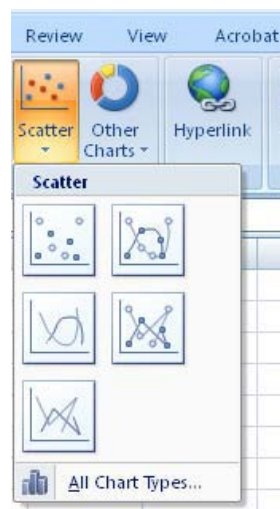 Review View Acrobat
Scatter Other Charts Hyperlink
Scatter
All Chart Types...